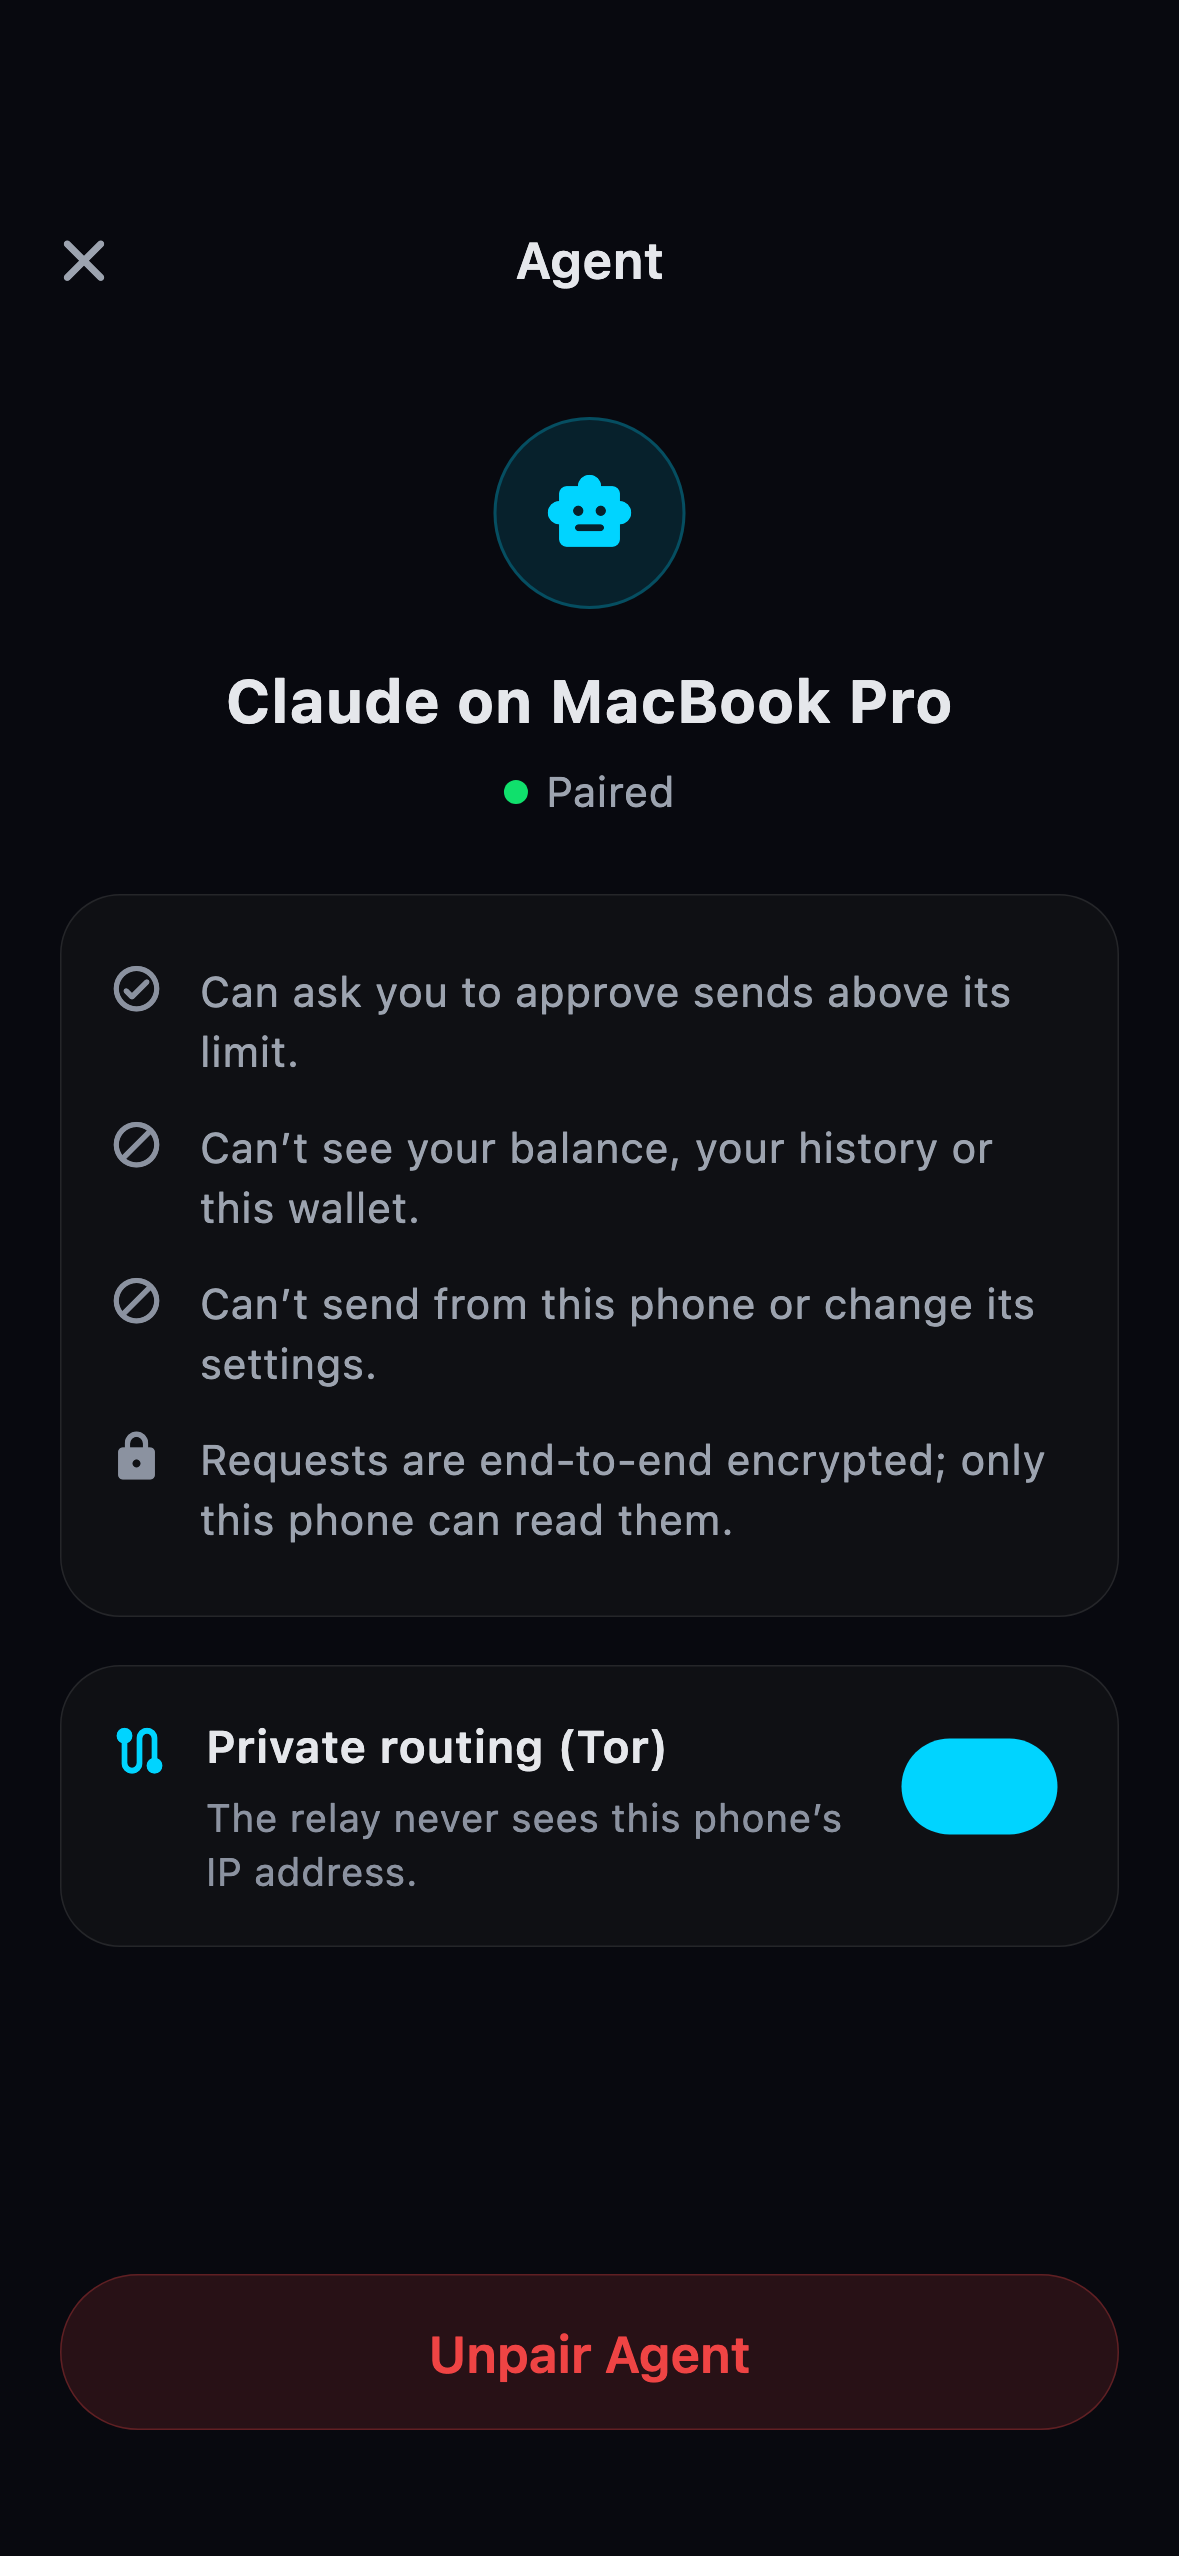 Agent
Claude on MacBook Pro
Paired
Can ask you to approve sends above its
limit.
Can’t see your balance, your history or
this wallet.
Can’t send from this phone or change its
settings.
Requests are end-to-end encrypted; only
this phone can read them.
Private routing (Tor)
The relay never sees this phone’s
IP address.
Unpair Agent